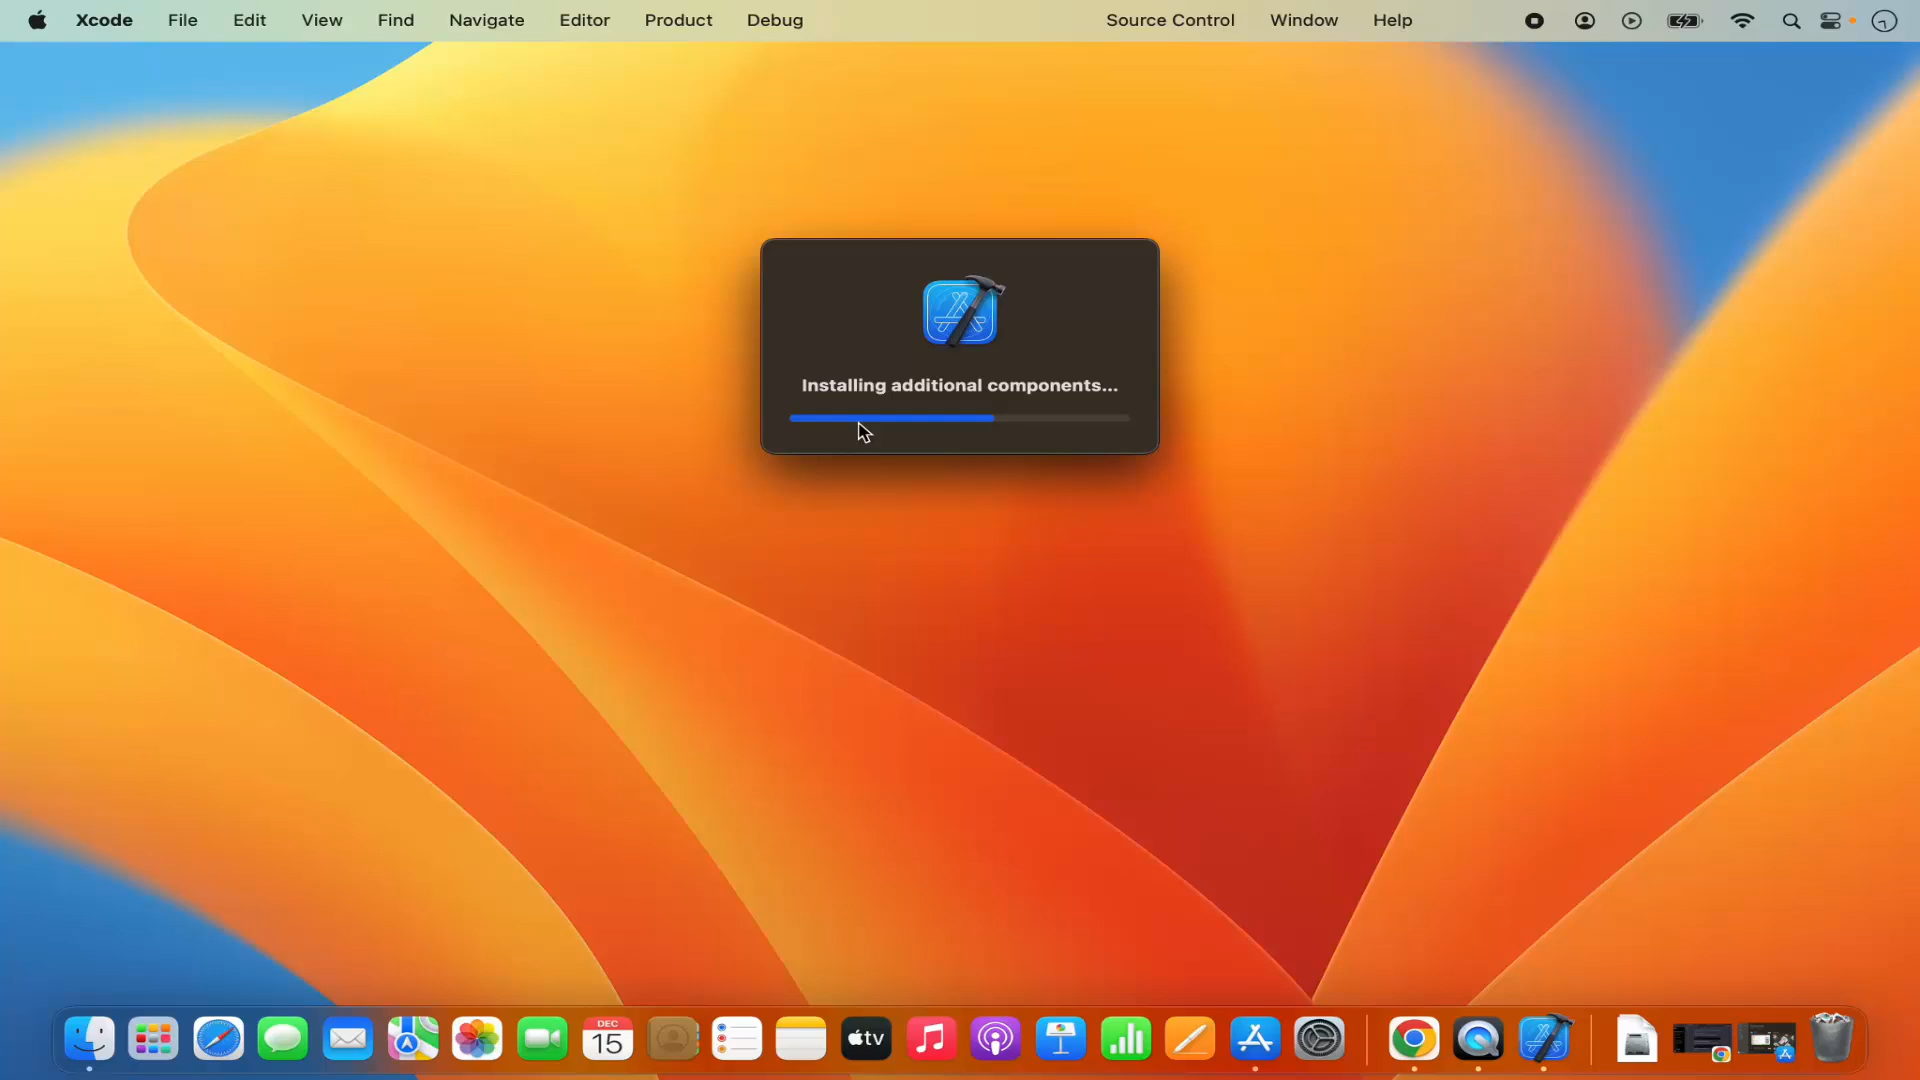 Xcode File Edit View Find Navigate Editor Product Debug Source Control Window Help
Installing additional components...
DEC
15
tv